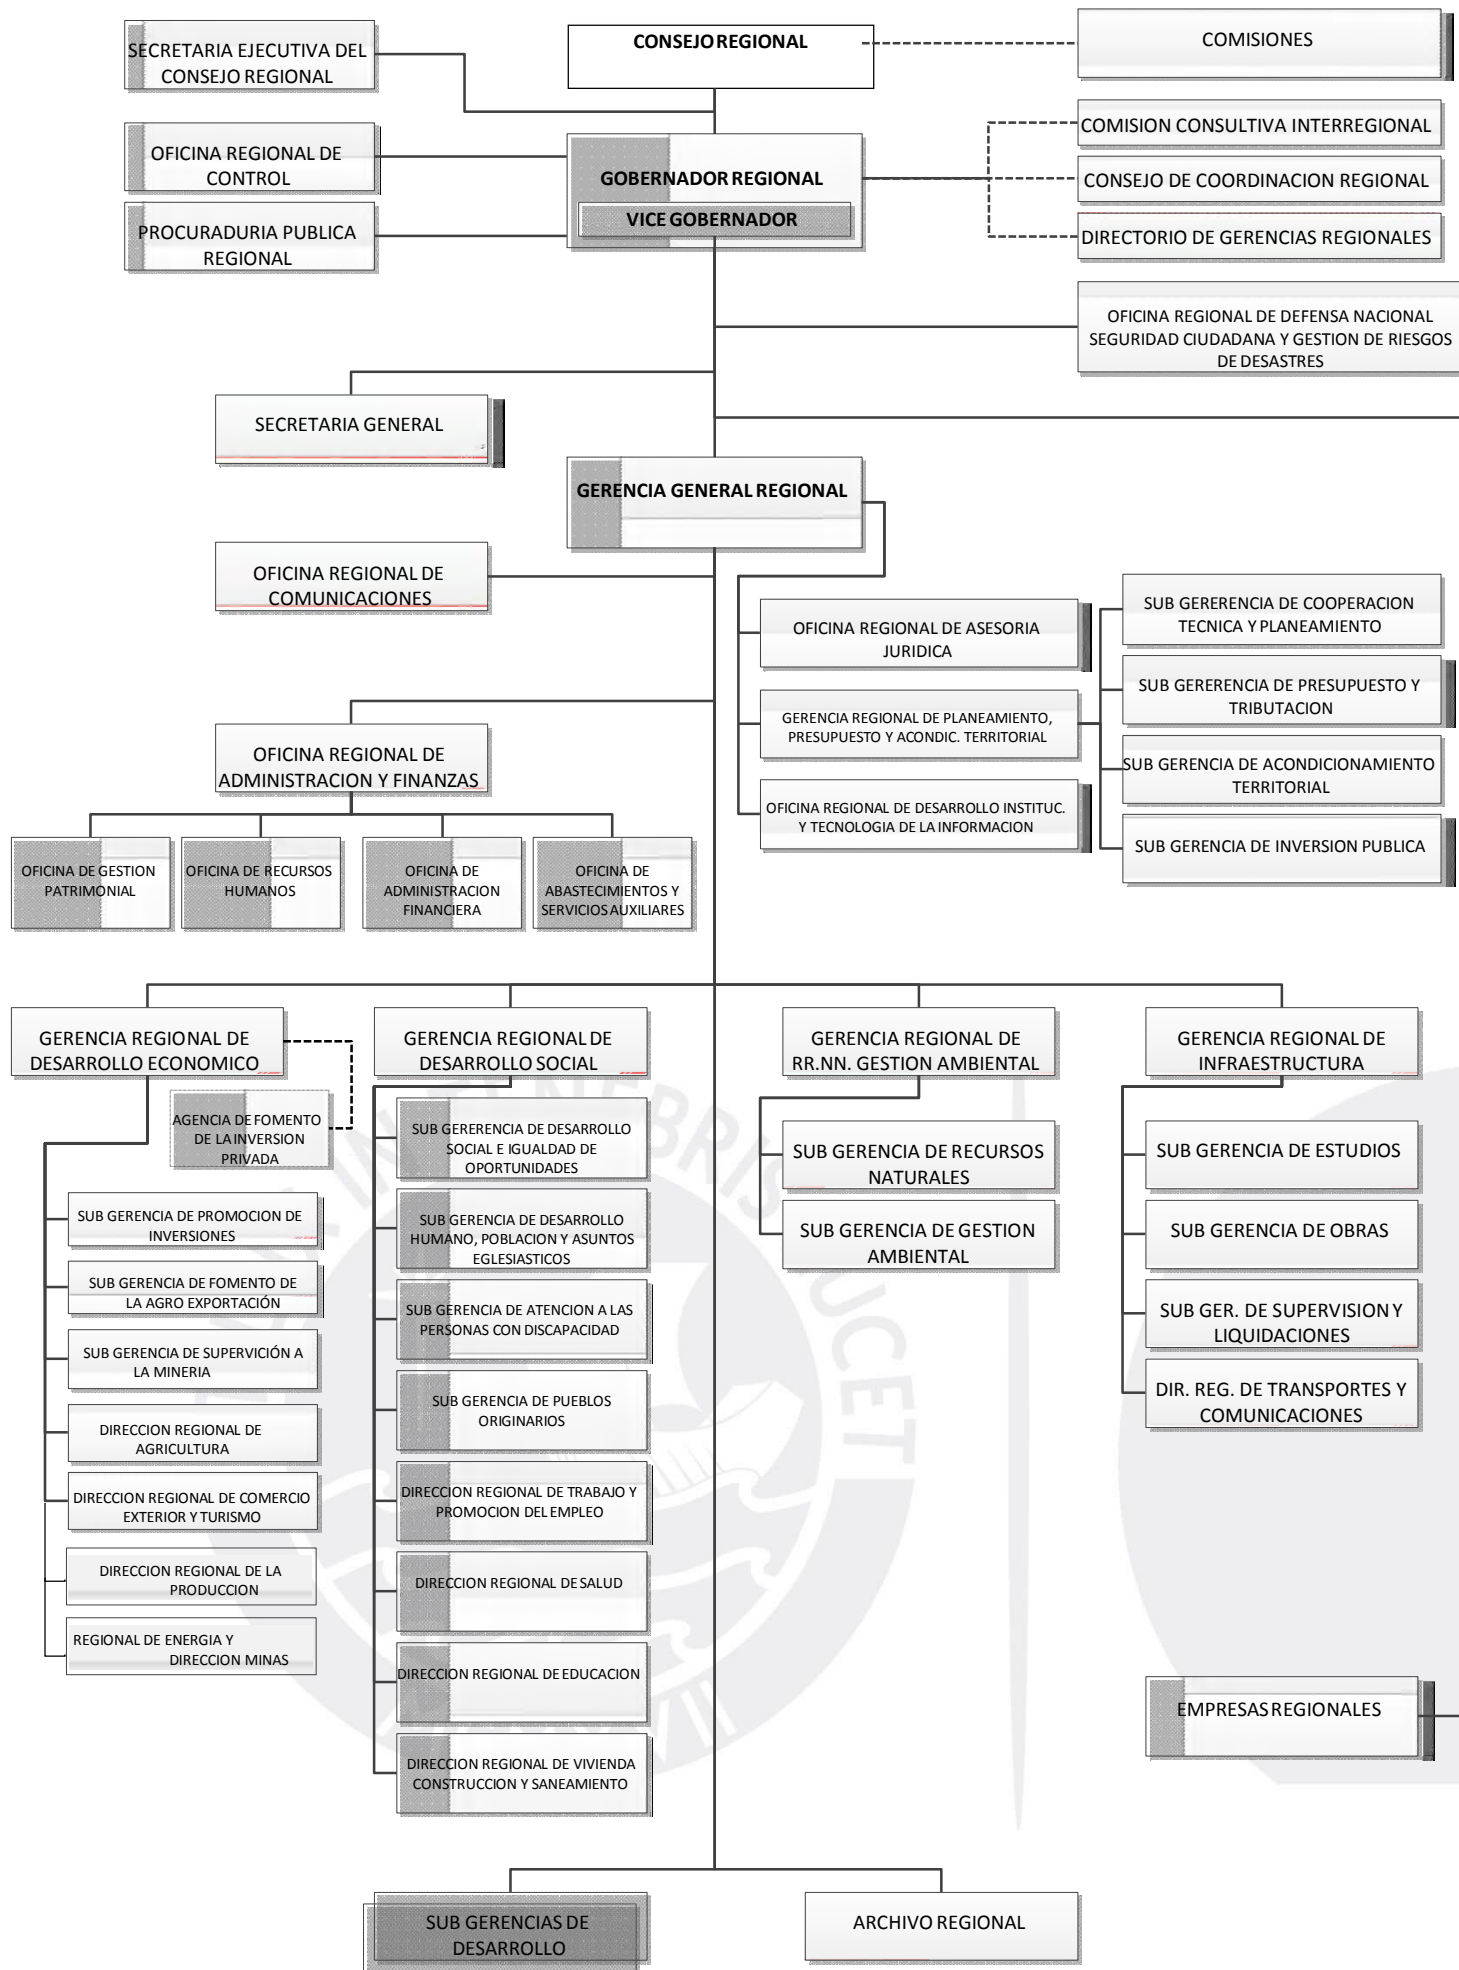 SECRETARIA EJECUTIVA DEL
CONSEJO REGIONAL
CONSEJO REGIONAL
COMISIONES
OFICINA REGIONAL DE
CONTROL
PROCURADURIA PUBLICA
REGIONAL
GOBERNADOR REGIONAL
VICE GOBERNADOR
COMISION CONSULTIVA INTERREGIONAL
CONSEJO DE COORDINACION REGIONAL
DIRECTORIO DE GERENCIAS REGIONALES
OFICINA REGIONAL DE DEFENSA NACIONAL
SEGURIDAD CIUDADANA Y GESTION DE RIESGOS
DE DESASTRES
SECRETARIA GENERAL
GERENCIA GENERAL REGIONAL
OFICINA REGIONAL DE
COMUNICACIONES
OFICINA REGIONAL DE ASESORIA
JURIDICA
GERENCIA REGIONAL DE PLANEAMIENTO,
PRESUPUESTO Y ACONDIC. TERRITORIAL
OFICINA REGIONAL DE DESARROLLO INSTITUC.
Y TECNOLOGIA DE LA INFORMACION
SUB GERERENCIA DE COOPERACION
TECNICA Y PLANEAMIENTO
SUB GERERENCIA DE PRESUPUESTO Y
TRIBUTACION
SUB GERENCIA DE ACONDICIONAMIENTO
TERRITORIAL
SUB GERENCIA DE INVERSION PUBLICA
OFICINA REGIONAL DE
ADMINISTRACION Y FINANZAS
OFICINA DE GESTION
PATRIMONIAL
OFICINA DE RECURSOS
HUMANOS
OFICINA DE
ADMINISTRACION
FINANCIERA
OFICINA DE
ABASTECIMIENTOS Y
SERVICIOS AUXILIARES
GERENCIA REGIONAL DE
DESARROLLO ECONOMICO
AGENCIA DE FOMENTO
DE LA INVERSION
PRIVADA
SUB GERENCIA DE PROMOCION DE
INVERSIONES
SUB GERENCIA DE FOMENTO DE
LA AGRO EXPORTACIÓN
SUB GERENCIA DE SUPERVICIÓN A
LA MINERIA
DIRECCION REGIONAL DE
AGRICULTURA
DIRECCION REGIONAL DE COMERCIO
EXTERIOR Y TURISMO
DIRECCION REGIONAL DE LA
PRODUCCION
REGIONAL DE ENERGIA Y
DIRECCION MINAS
GERENCIA REGIONAL DE
DESARROLLO SOCIAL
SUB GERERENCIA DE DESARROLLO
SOCIAL E IGUALDAD DE
OPORTUNIDADES
SUB GERENCIA DE DESARROLLO
HUMANO, POBLACION Y ASUNTOS
EGLESIASTICOS
SUB GERENCIA DE ATENCION A LAS
PERSONAS CON DISCAPACIDAD
SUB GERENCIA DE PUEBLOS
ORIGINARIOS
DIRECCION REGIONAL DE TRABAJO Y
PROMOCION DEL EMPLEO
DIRECCION REGIONAL DE SALUD
DIRECCION REGIONAL DE EDUCACION
DIRECCION REGIONAL DE VIVIENDA
CONSTRUCCION Y SANEAMIENTO
GERENCIA REGIONAL DE
RR.NN. GESTION AMBIENTAL
SUB GERENCIA DE RECURSOS
NATURALES
SUB GERENCIA DE GESTION
AMBIENTAL
GERENCIA REGIONAL DE
INFRAESTRUCTURA
SUB GERENCIA DE ESTUDIOS
SUB GERENCIA DE OBRAS
SUB GER. DE SUPERVISION Y
LIQUIDACIONES
DIR. REG. DE TRANSPORTES Y
COMUNICACIONES
EMPRESAS REGIONALES
SUB GERENCIAS DE
DESARROLLO
ARCHIVO REGIONAL